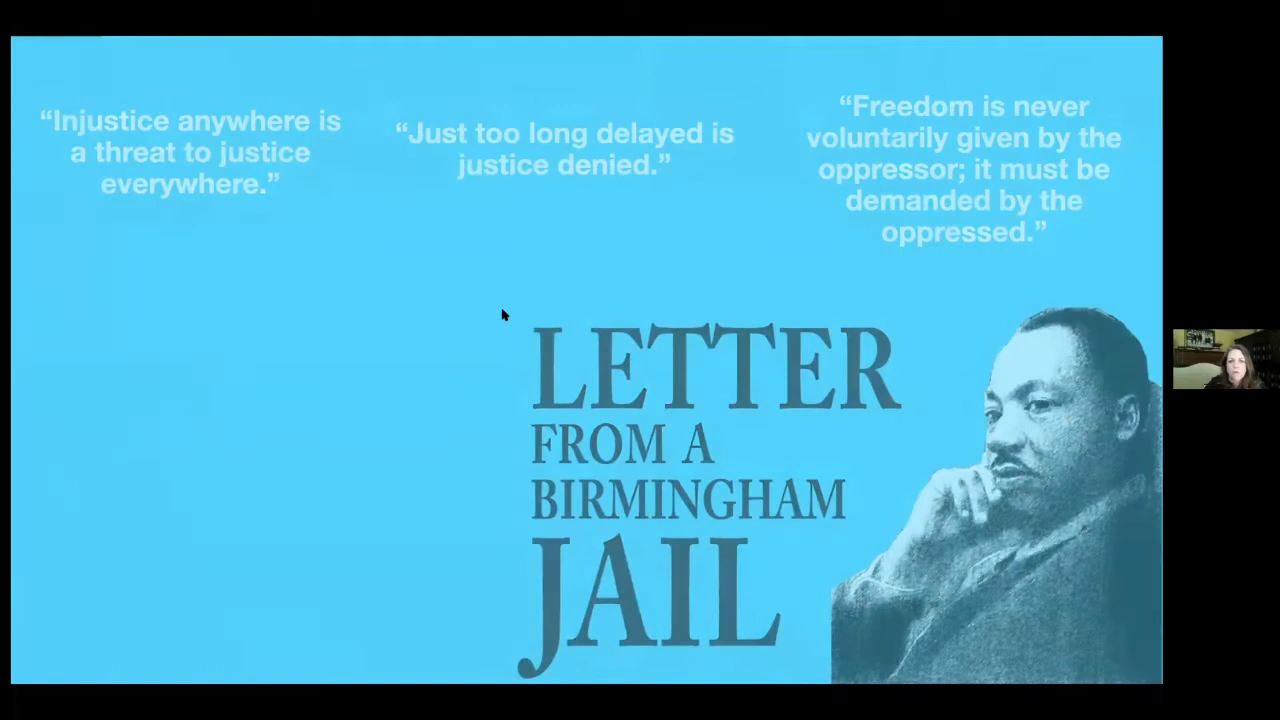 “Injustice anywhere is
a threat to justice
everywhere.”
“Just too long delayed is
justice denied.”
“Freedom is never
voluntarily given by the
oppressor; it must be
demanded by the
oppressed.”
LETTER
FROM A
BIRMINGHAM
JAIL